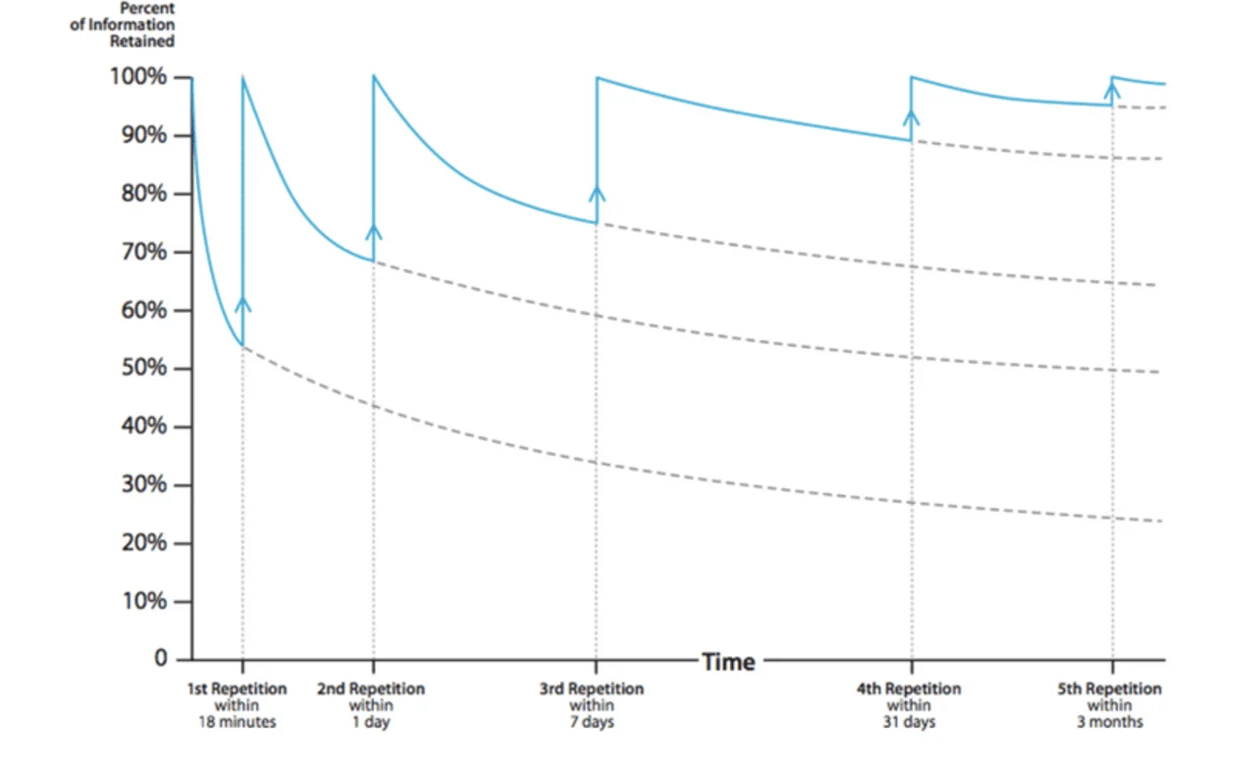 Percent
of Information
Retained
100%
90%
80%
70%
60%
50%
40%
30%
20%
10%
0
Time
1st Repetition
within
18 minutes
2nd Repetition
within
1 day
3rd Repetition
within
7 days
4th Repetition
within
31 days
5th Repetition
within
3 months